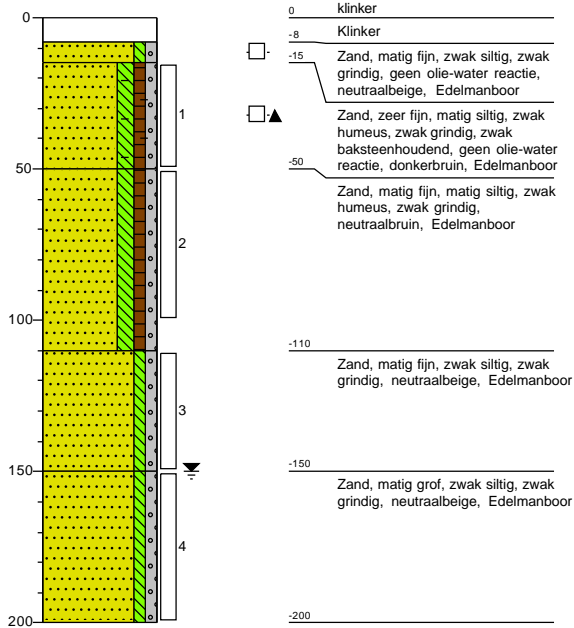 0
50
100
150
200
1
2
3
4
0
klinker
-8
Klinker
-15
Zand, matig fijn, zwak siltig, zwak
grindig, geen olie-water reactie,
neutraalbeige, Edelmanboor
Zand, zeer fijn, matig siltig, zwak
humeus, zwak grindig, zwak
baksteenhoudend, geen olie-water
reactie, donkerbruin, Edelmanboor
-50
Zand, matig fijn, matig siltig, zwak
humeus, zwak grindig,
neutraalbruin, Edelmanboor
-110
Zand, matig fijn, zwak siltig, zwak
grindig, neutraalbeige, Edelmanboor
-150
Zand, matig grof, zwak siltig, zwak
grindig, neutraalbeige, Edelmanboor
-200